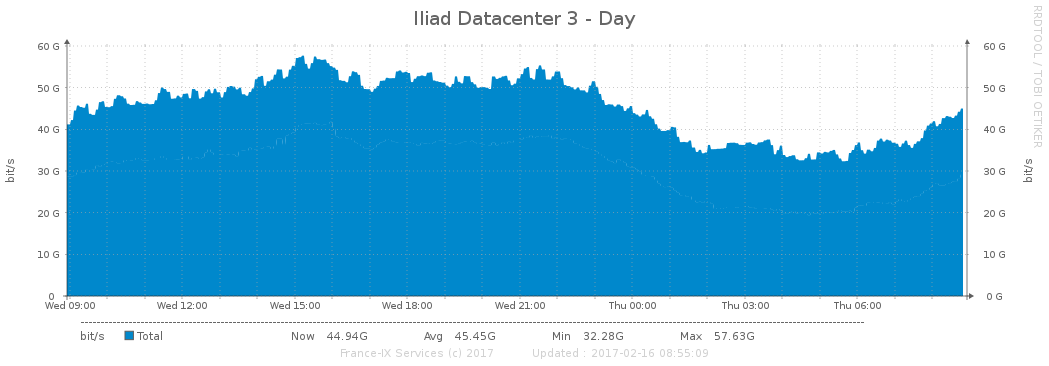 Iliad Datacenter 3 - Day
RRDTOOL / TOBI OETIKER
60 G 60 G
50 G 50 G
40 G 40 G
30 G 30 G
20 G 20 G
10 G 10 G
0 0 G
bit/s bit/s
Wed 09:00 Wed 12:00 Wed 15:00 Wed 18:00 Wed 21:00 Thu 00:00 Thu 03:00 Thu 06:00
bit/s Total Now 44.94G Avg 45.45G Min 32.28G Max 57.63G
France-IX Services (c) 2017 Updated : 2017-02-16 08:55:09